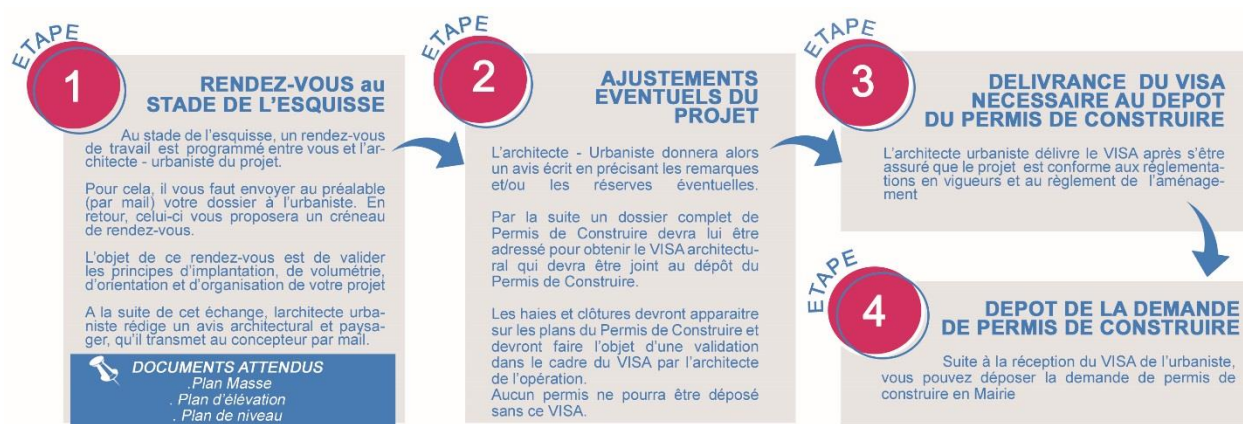 ETAPE
1
RENDEZ-VOUS au
STADE DE L'ESQUISSE
Au stade de l'esquisse, un rendez-vous
de travail est programmé entre vous et l'ar-
chitecte - urbaniste du projet.
Pour cela, il vous faut envoyer au préalable
(par mail) votre dossier à l'urbaniste. En
retour, celui-ci vous proposera un créneau
de rendez-vous.
L'objet de ce rendez-vous est de valider
les principes d'implantation, de volumétrie,
d'orientation et d'organisation de votre projet
A la suite de cet échange, larchitecte urba-
niste rédige un avis architectural et paysa-
ger, qu'il transmet au concepteur par mail.
DOCUMENTS ATTENDUS
.Plan Masse
. Plan d'élévation
. Plan de niveau
ETAPE
2
AJUSTEMENTS
EVENTUELS DU
PROJET
L'architecte - Urbaniste donnera alors
un avis écrit en précisant les remarques
et/ou les réserves éventuelles.
Par la suite un dossier complet de
Permis de Construire devra lui être
adressé pour obtenir le VISA architectu-
ral qui devra être joint au dépôt du
Permis de Construire.
Les haies et clôtures devront apparaitre
sur les plans du Permis de Construire et
devront faire l'objet d'une validation
dans le cadre du VISA par l'architecte
de l'opération.
Aucun permis ne pourra être déposé
sans ce VISA.
ETAPE
3
DELIVRANCE DU VISA
NECESSAIRE AU DEPOT
DU PERMIS DE CONSTRUIRE
L'architecte urbaniste délivre le VISA après s'être
assuré que le projet est conforme aux réglementa-
tions en vigueurs et au règlement de l'aménage-
ment
ETAPE
4
DEPOT DE LA DEMANDE
DE PERMIS DE CONSTRUIRE
Suite à la réception du VISA de l'urbaniste,
vous pouvez déposer la demande de permis de
construire en Mairie